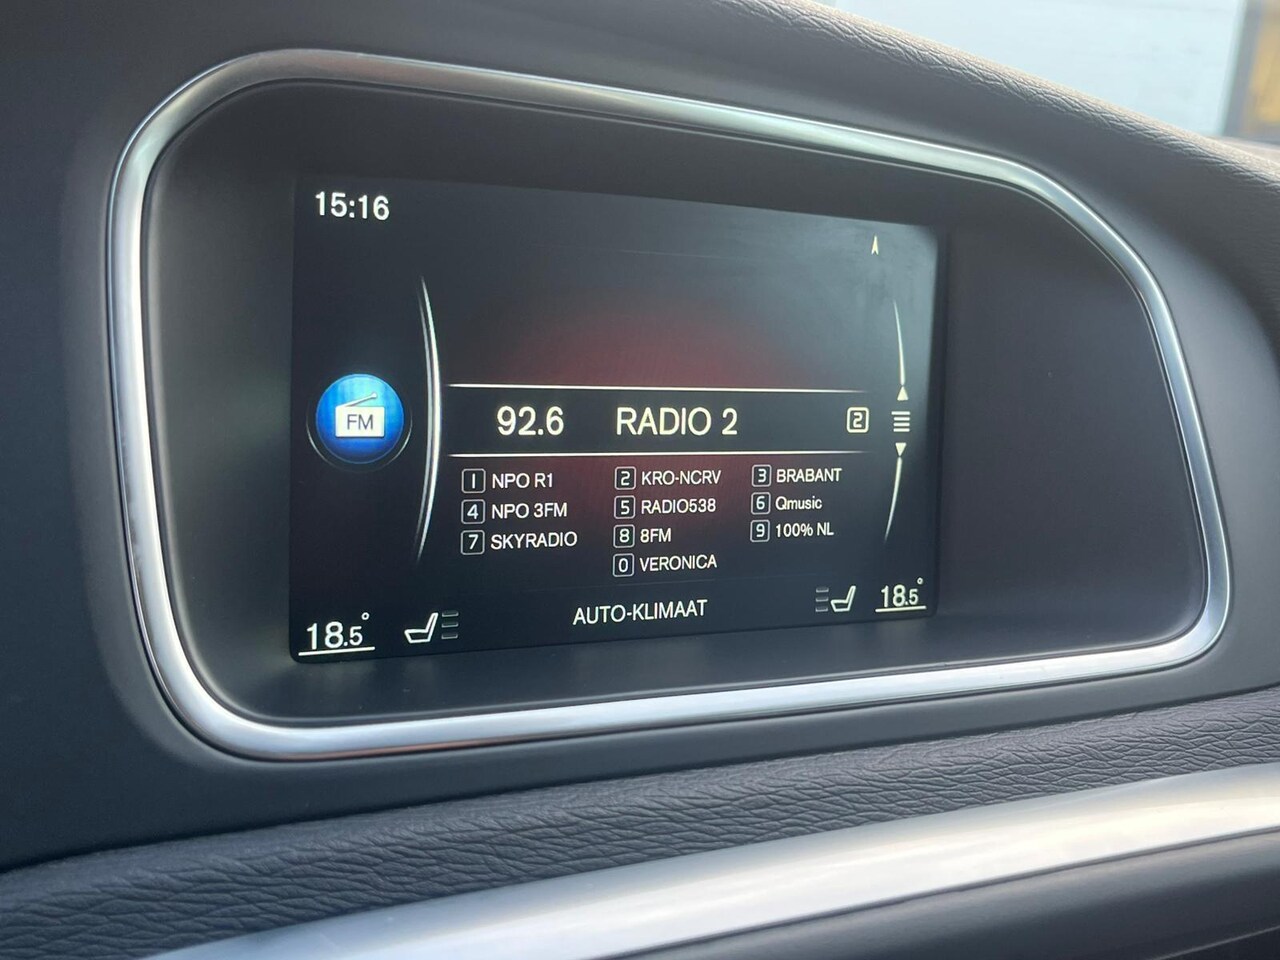 15:16
FM
92.6 RADIO 2 2
1 NPO R1 2 KRO-NCRV 3 BRABANT
4 NPO 3FM 5 RADIO538 6 Qmusic
7 SKYRADIO 8 8FM 9 100% NL
0 VERONICA
18.5° AUTO-KLIMAAT 18.5°